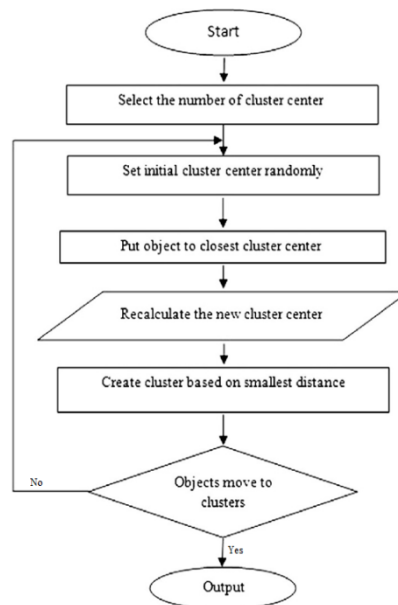 Start
Select the number of cluster center
Set initial cluster center randomly
Put object to closest cluster center
Recalculate the new cluster center
Create cluster based on smallest distance
Objects move to
clusters
No
Yes
Output